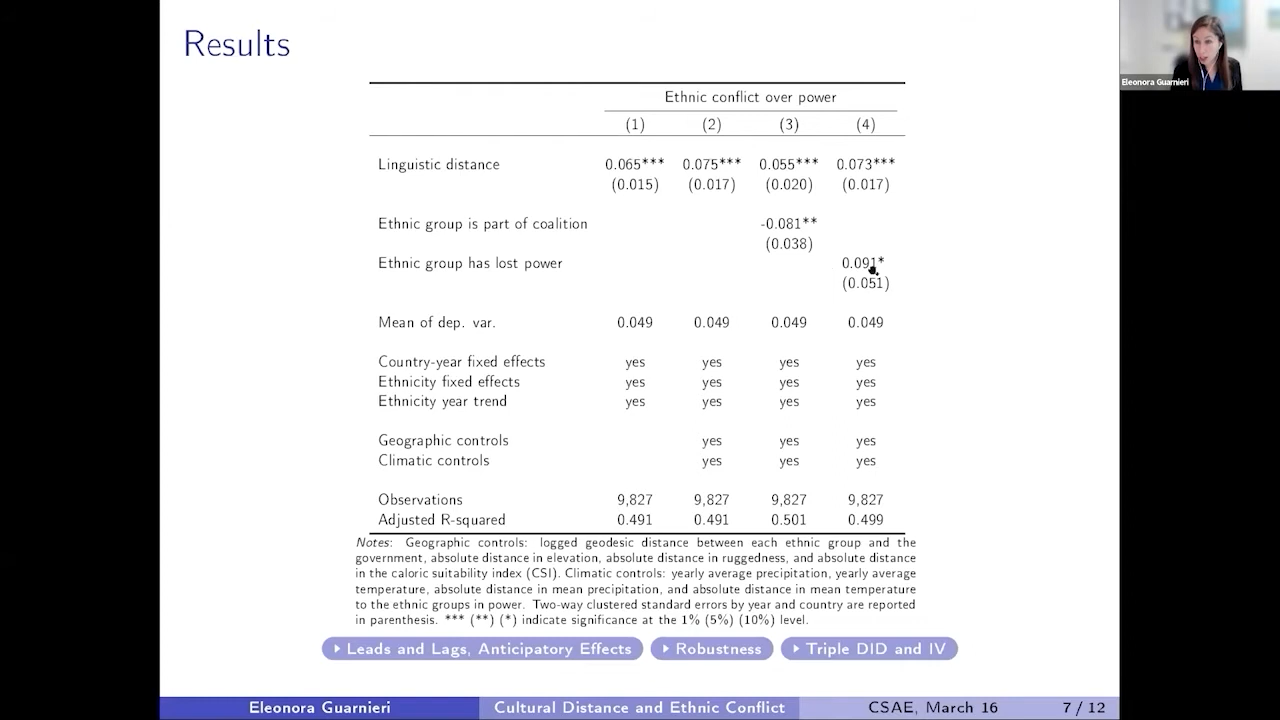 Results
Eleonora Guarnieri
Ethnic conflict over power
(1) (2) (3) (4)
Linguistic distance 0.065*** 0.075*** 0.055*** 0.073***
(0.015) (0.017) (0.020) (0.017)
Ethnic group is part of coalition -0.081**
(0.038)
Ethnic group has lost power 0.091*
(0.051)
Mean of dep. var. 0.049 0.049 0.049 0.049
Country-year fixed effects yes yes yes yes
Ethnicity fixed effects yes yes yes yes
Ethnicity year trend yes yes yes yes
Geographic controls yes yes yes
Climatic controls yes yes yes
Observations 9,827 9,827 9,827 9,827
Adjusted R-squared 0.491 0.491 0.501 0.499
Notes: Geographic controls: logged geodesic distance between each ethnic group and the
government, absolute distance in elevation, absolute distance in ruggedness, and absolute distance
in the caloric suitability index (CSI). Climatic controls: yearly average precipitation, yearly average
temperature, absolute distance in mean precipitation, and absolute distance in mean temperature
to the ethnic groups in power. Two-way clustered standard errors by year and country are reported
in parenthesis. *** (**) (*) indicate significance at the 1% (5%) (10%) level.
Leads and Lags, Anticipatory Effects Robustness Triple DID and IV
Eleonora Guarnieri Cultural Distance and Ethnic Conflict CSAE, March 16 7 / 12